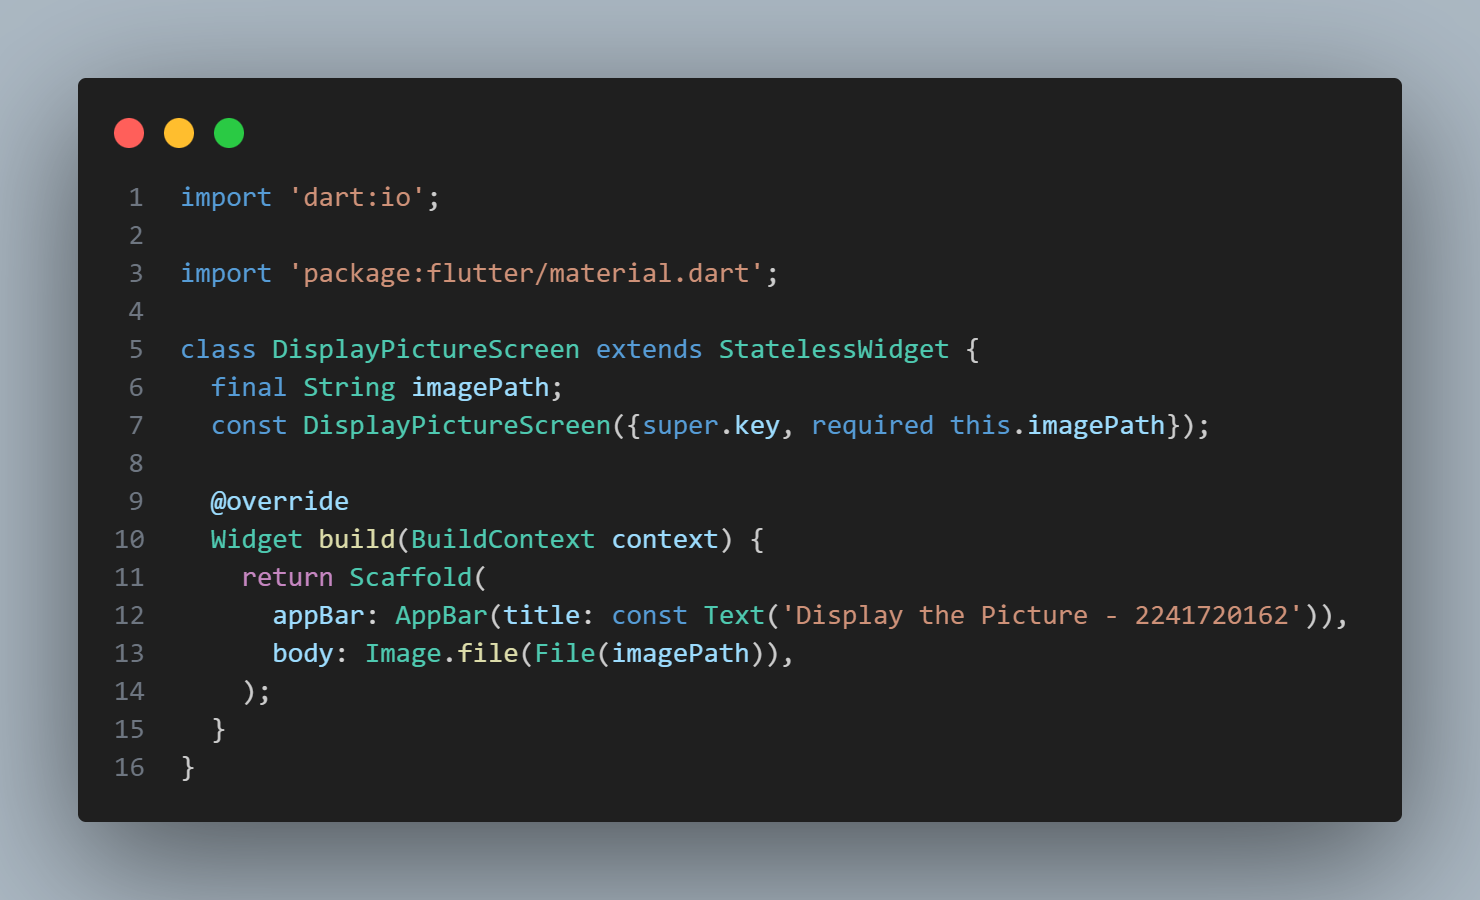 1 import 'dart:io';
2
3 import 'package:flutter/material.dart';
4
5 class DisplayPictureScreen extends StatelessWidget {
6   final String imagePath;
7   const DisplayPictureScreen({super.key, required this.imagePath});
8
9   @override
10   Widget build(BuildContext context) {
11     return Scaffold(
12       appBar: AppBar(title: const Text('Display the Picture - 2241720162')),
13       body: Image.file(File(imagePath)),
14     );
15   }
16 }